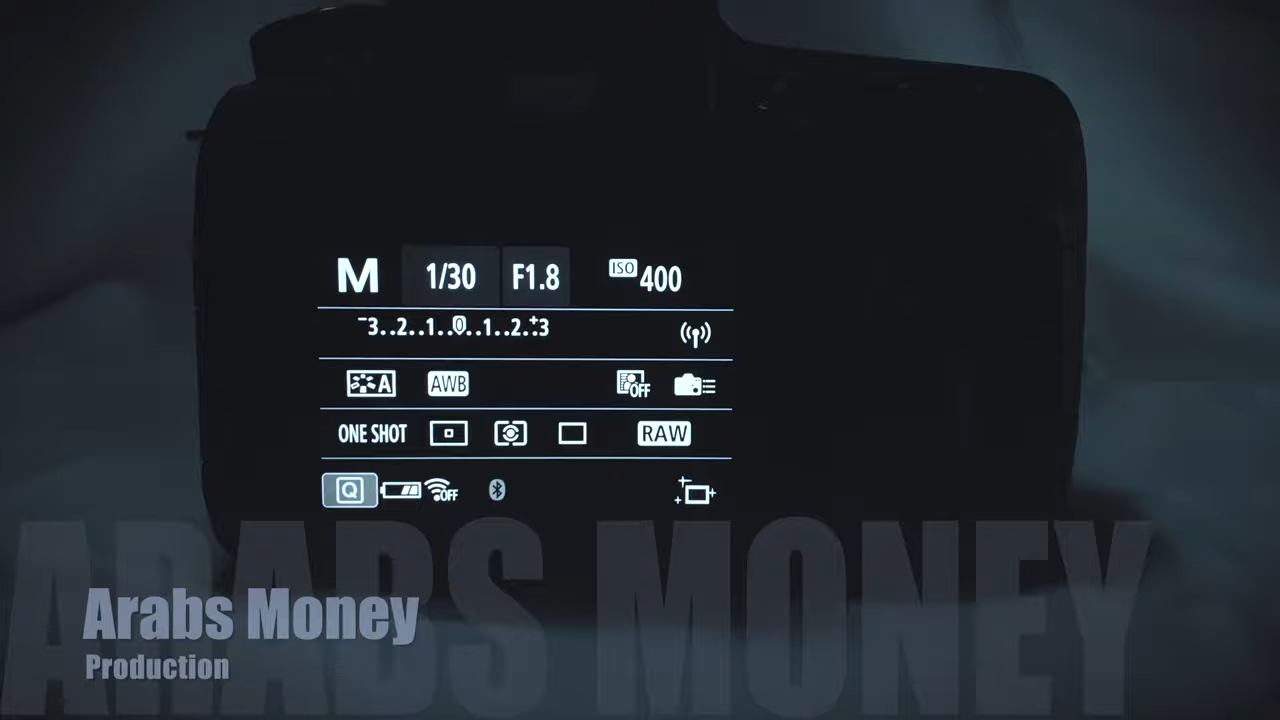 M 1/30 F1.8 ISO 400
-3..2..1..0..1..2..+3
A AWB OFF
ONE SHOT RAW
Q OFF
ARABS MONEY
Arabs Money
Production